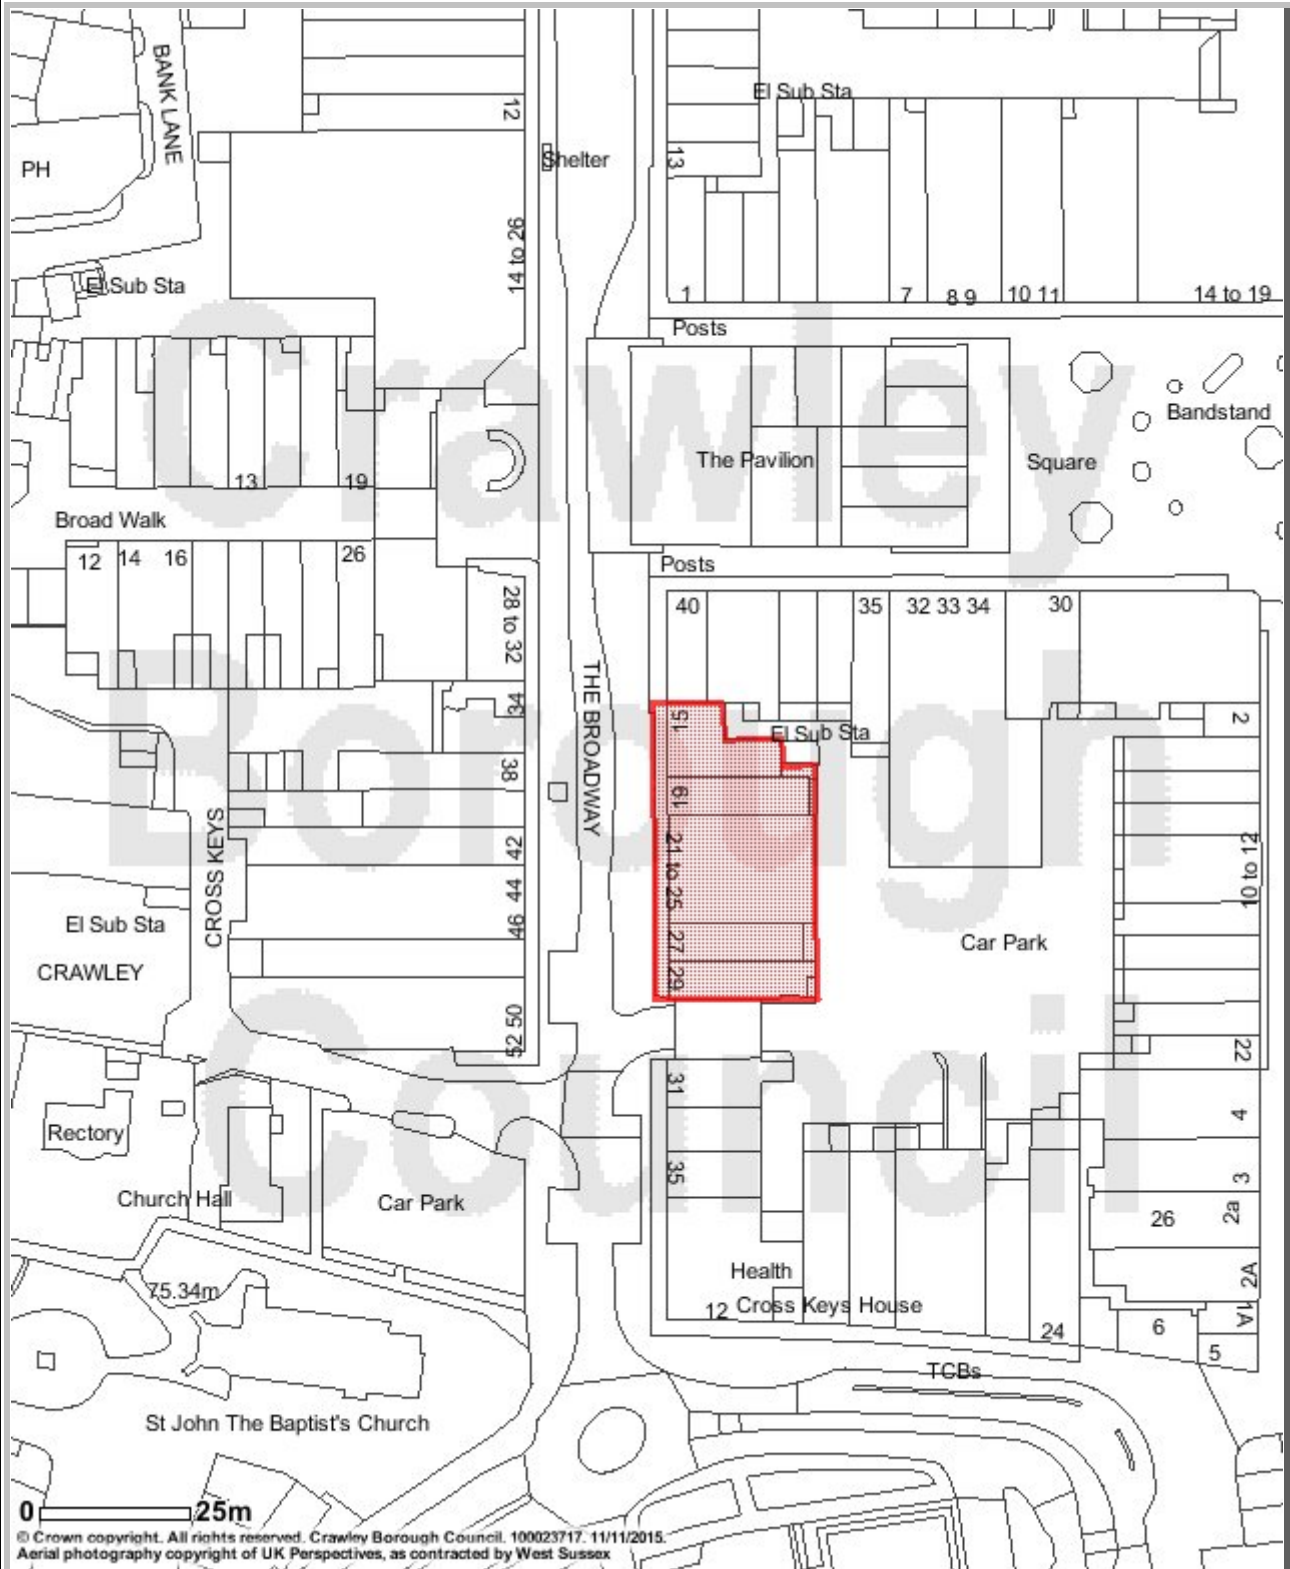 BANK LANE
12
El Sub Sta
PH
Shelter
13
14 to 26
El Sub Sta
1
7
8 9
10 11
14 to 19
Posts
Crawley
Bandstand
The Pavilion
Square
13
19
Broad Walk
12
14
16
26
Posts
28 to 32
40
35
32 33 34
30
34
THE BROADWAY
15
El Sub Sta
2
38
19
Borough
CROSS KEYS
42
21 to 25
10 to 12
44
46
El Sub Sta
27
Car Park
CRAWLEY
29
52 50
Council
22
31
4
Rectory
35
3
Church Hall
Car Park
26
2a
Health
2A
75.34m
12
Cross Keys House
1A
24
6
5
TCBs
St John The Baptist's Church
0 25m
© Crown copyright. All rights reserved. Crawley Borough Council. 100023717. 11/11/2015.
Aerial photography copyright of UK Perspectives, as contracted by West Sussex